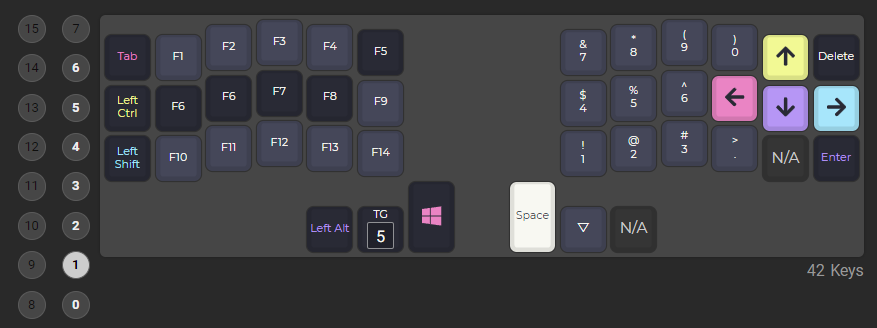 15 7
14 6
13 5
12 4
11 3
10 2
9 1
8 0
Tab F1 F2 F3 F4 F5
Left Ctrl F6 F6 F7 F8 F9
Left Shift F10 F11 F12 F13 F14
Left Alt TG 5
& 7 * 8 ( 9 ) 0 ↑ Delete
$ 4 % 5 ^ 6 ← ↓ →
! 1 @ 2 # 3 > . N/A Enter
Space ▽ N/A
42 Keys